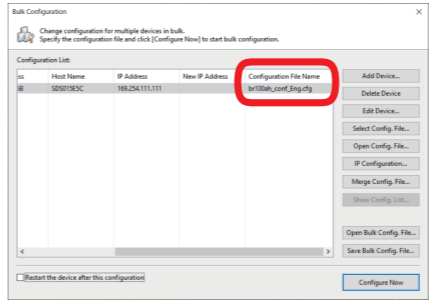 Bulk Configuration
Change configuration for multiple devices in bulk.
Specify the configuration file and click [Configure Now] to start bulk configuration.
Configuration List:
ss Host Name IP Address New IP Address Configuration File Name
iB SDS015E5C 169.254.111.111 br100ah_conf_Eng.cfg
Add Device...
Delete Device
Edit Device...
Select Config. File...
Open Config. File...
IP Configuration...
Merge Config. File...
Show Config. List...
Open Bulk Config. File...
Save Bulk Config. File...
Restart the device after this configuration
Configure Now